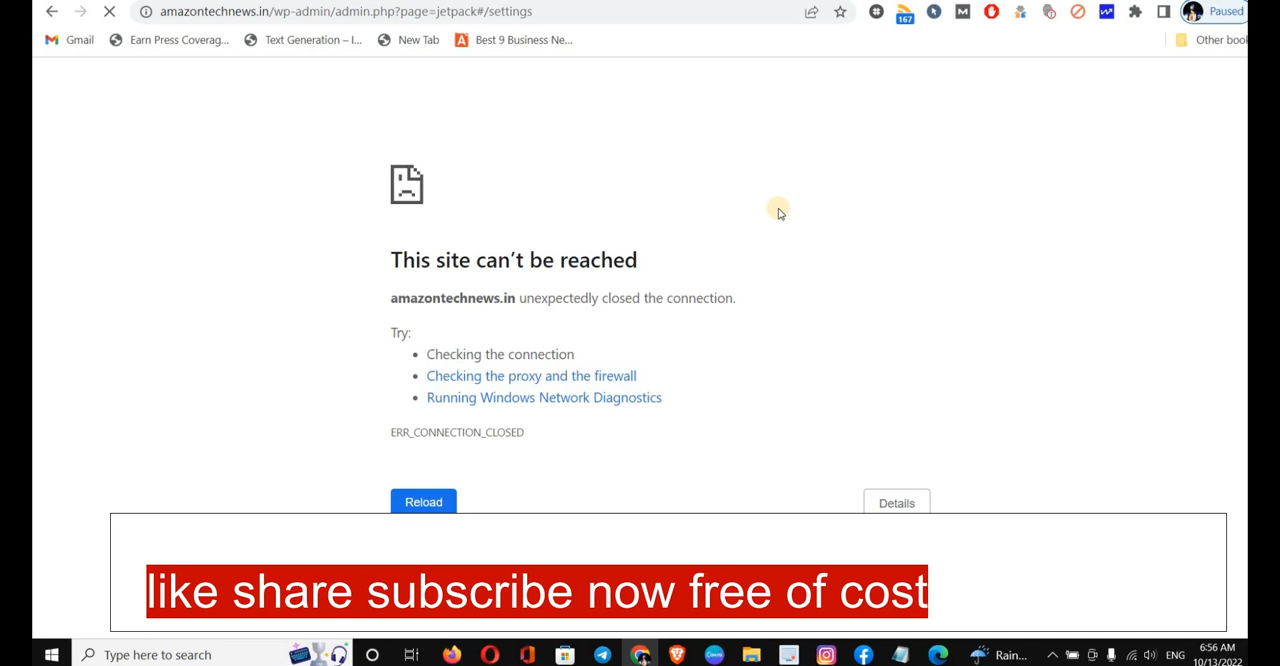 amazontechnews.in/wp-admin/admin.php?page=jetpack#/settings
167
M
Paused
Gmail
Earn Press Coverag...
Text Generation – I...
New Tab
A
Best 9 Business Ne...
Other book
This site can't be reached
amazontechnews.in unexpectedly closed the connection.
Try:
Checking the connection
Checking the proxy and the firewall
Running Windows Network Diagnostics
ERR_CONNECTION_CLOSED
Reload
Details
like share subscribe now free of cost
Type here to search
Rain...
ENG
6:56 AM
10/13/2022